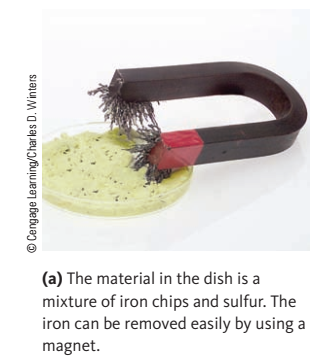 © Cengage Learning/Charles D. Winters
(a) The material in the dish is a
mixture of iron chips and sulfur. The
iron can be removed easily by using a
magnet.